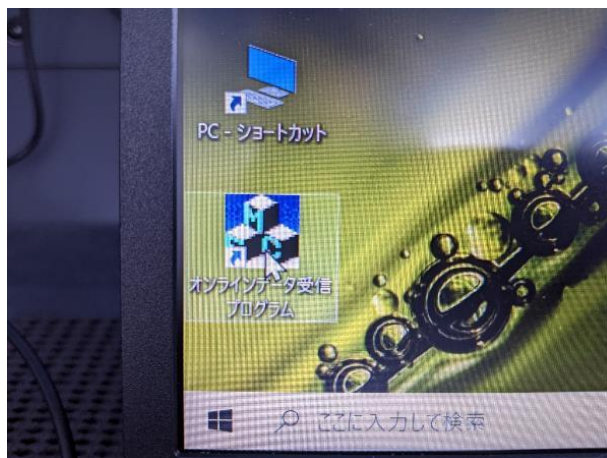 PC - ショートカット
M
C
オンラインデータ受信
プログラム
ここに入力して検索